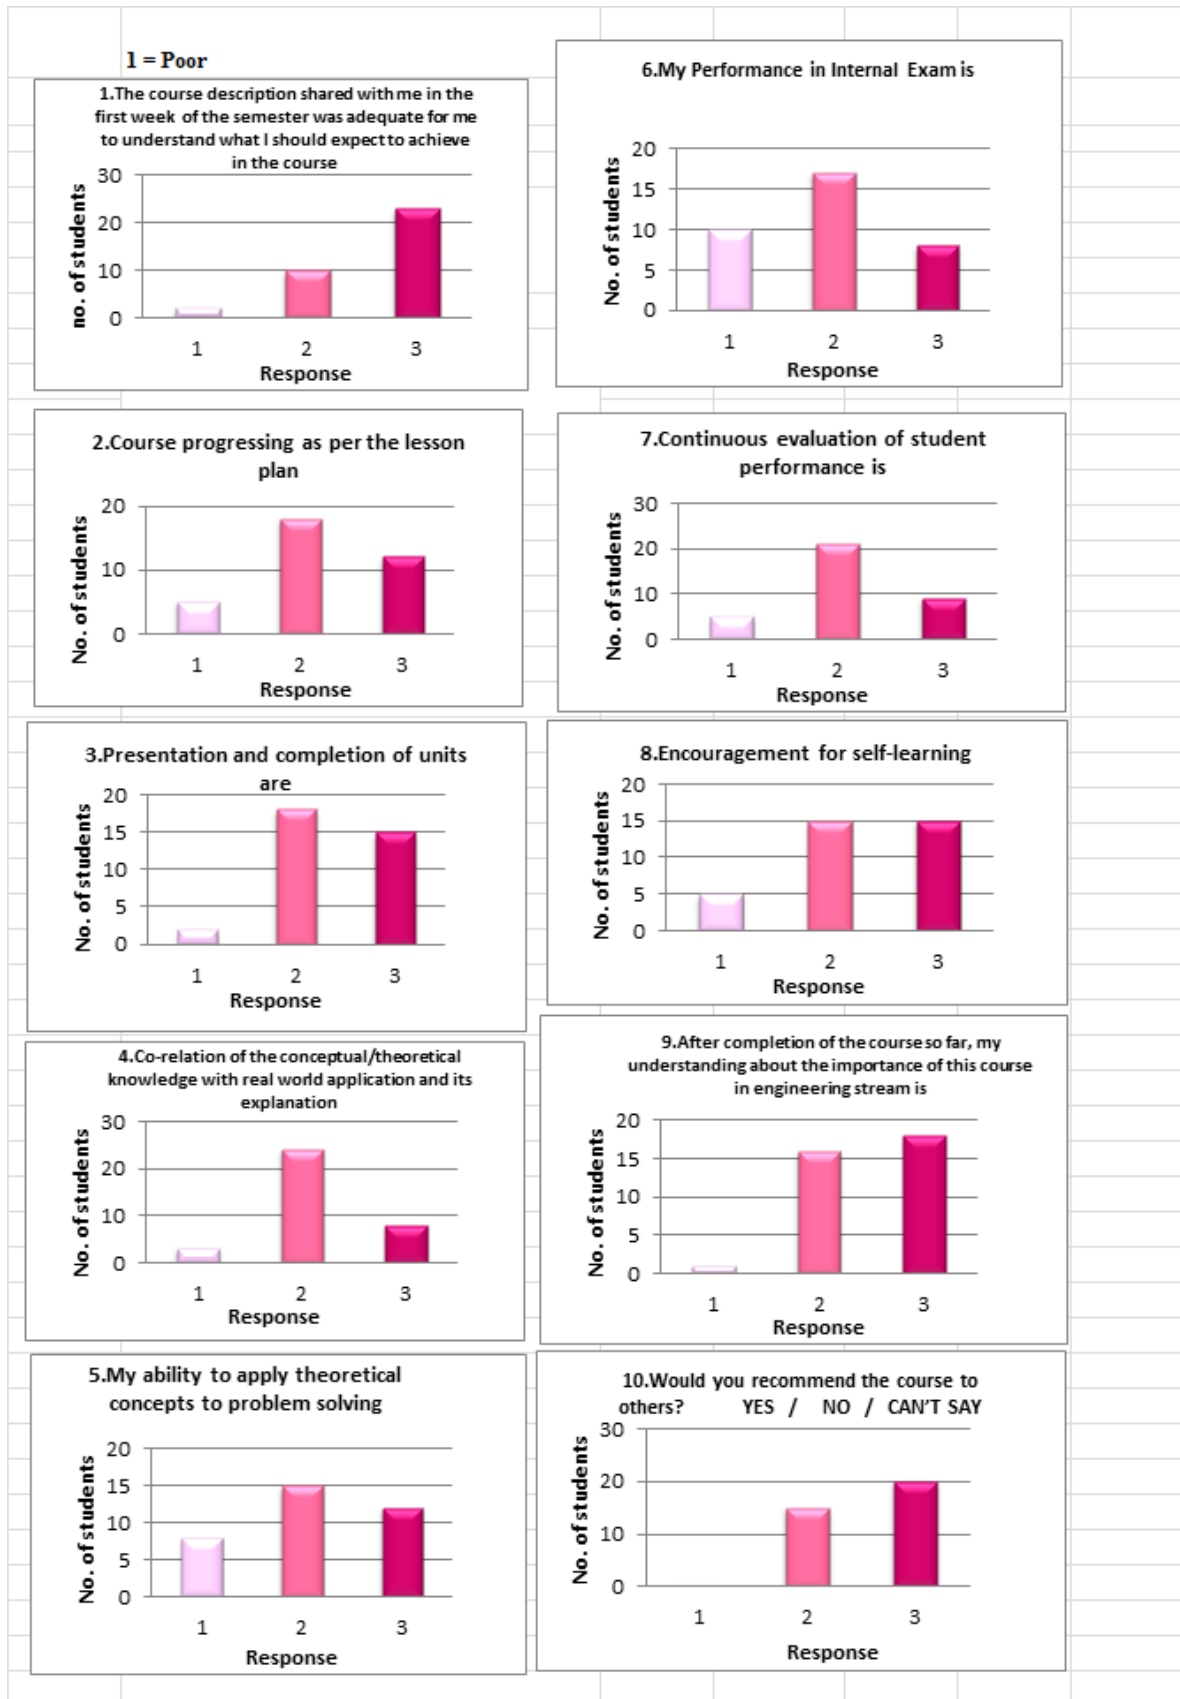 1 = Poor
1.The course description shared with me in the
first week of the semester was adequate for me
to understand what I should expect to achieve
in the course
30
20
10
0
no. of students
1 2 3
Response
2.Course progressing as per the lesson
plan
20
10
0
No. of students
1 2 3
Response
3.Presentation and completion of units
are
20
15
10
5
0
No. of students
1 2 3
Response
4.Co-relation of the conceptual/theoretical
knowledge with real world application and its
explanation
30
20
10
0
No. of students
1 2 3
Response
5.My ability to apply theoretical
concepts to problem solving
20
15
10
5
0
No. of students
1 2 3
Response
6.My Performance in Internal Exam is
20
15
10
5
0
No. of students
1 2 3
Response
7.Continuous evaluation of student
performance is
30
20
10
0
No. of students
1 2 3
Response
8.Encouragement for self-learning
20
15
10
5
0
No. of students
1 2 3
Response
9.After completion of the course so far, my
understanding about the importance of this course
in engineering stream is
20
15
10
5
0
No. of students
1 2 3
Response
10.Would you recommend the course to
others? YES / NO / CAN'T SAY
30
20
10
0
No. of students
1 2 3
Response